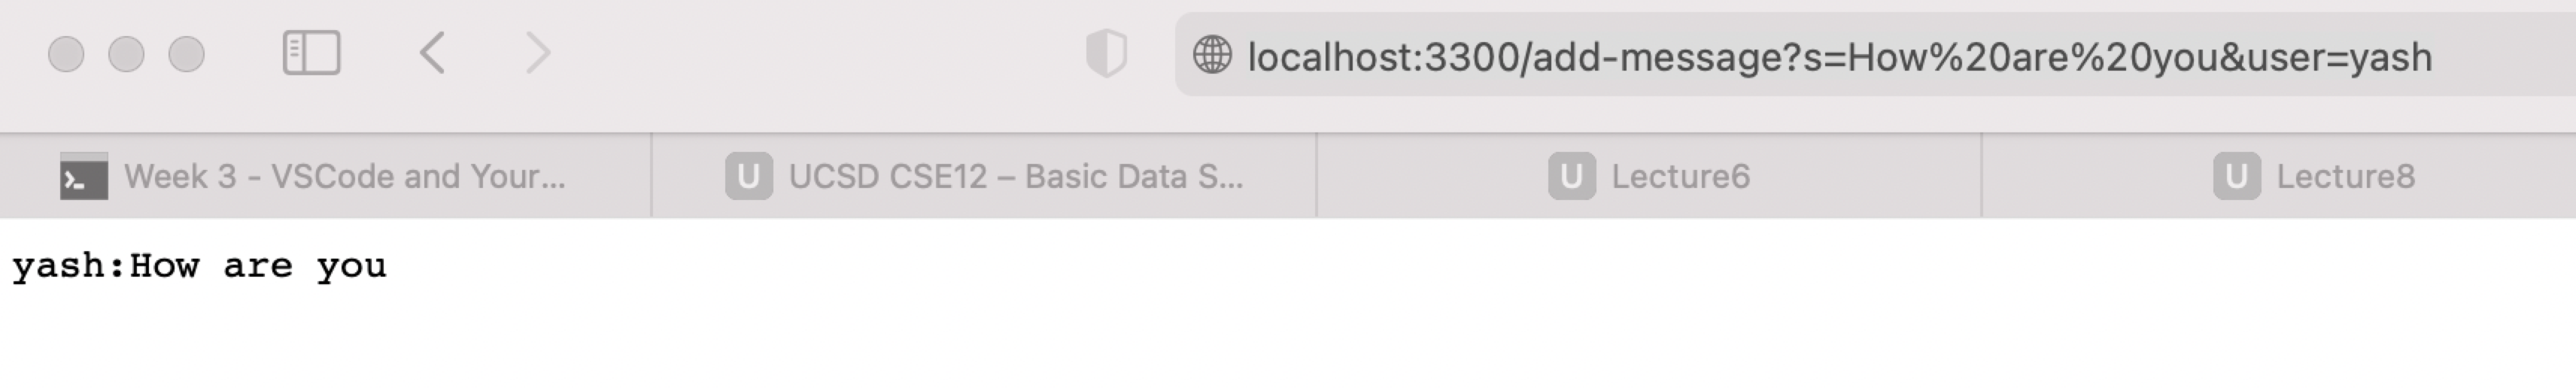 localhost:3300/add-message?s=How%20are%20you&user=yash
Week 3 - VSCode and Your...
U UCSD CSE12 – Basic Data S...
U Lecture6
U Lecture8
yash:How are you